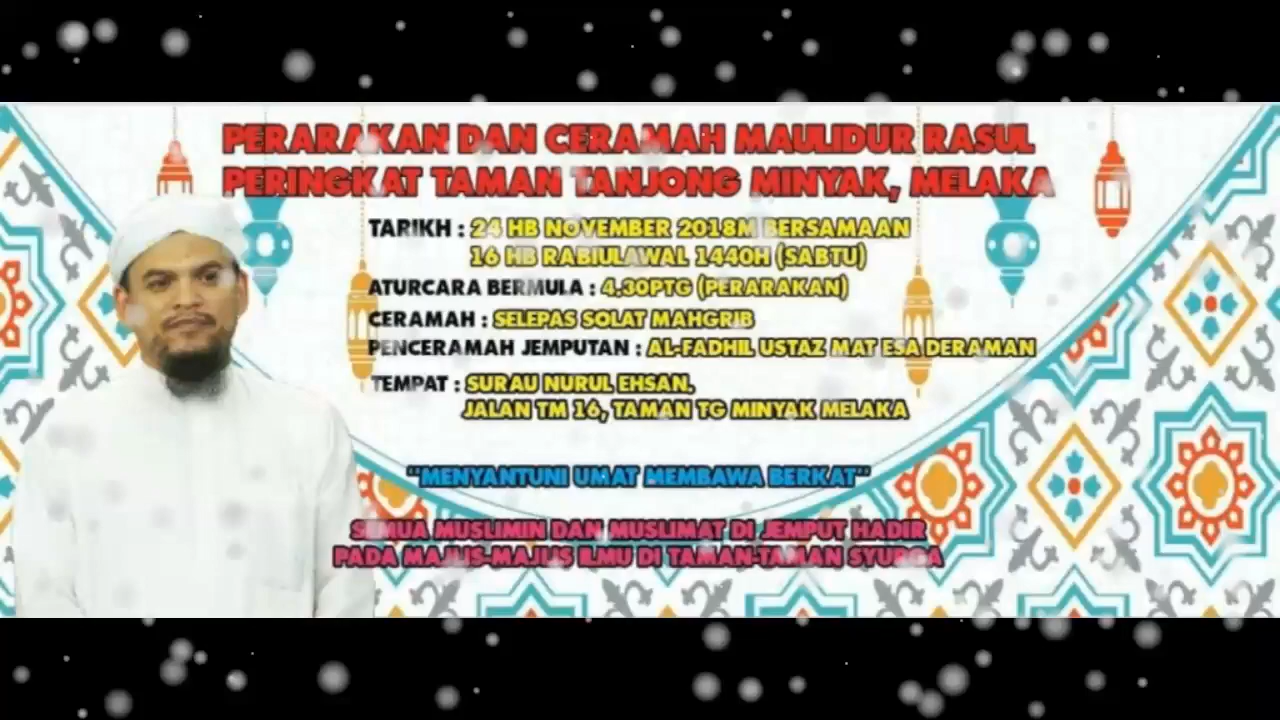 PERARAKAN DAN CERAMAH MAULIDUR RASUL
PERINGKAT TAMAN TANJONG MINYAK, MELAKA
TARIKH : 24 HB NOVEMBER 2018M BERSAMAAN
16 HB RABIULAWAL 1440H (SABTU)
ATURCARA BERMULA : 4.30PTG (PERARAKAN)
CERAMAH : SELEPAS SOLAT MAHGRIB
PENCERAMAH JEMPUTAN : AL-FADHIL USTAZ MAT ESA DERAMAN
TEMPAT : SURAU NURUL EHSAN,
JALAN TM 16, TAMAN TG MINYAK MELAKA
"MENYANTUNI UMAT MEMBAWA BERKAT"
SEMUA MUSLIMIN DAN MUSLIMAT DI JEMPUT HADIR
PADA MAJLIS-MAJLIS ILMU DI TAMAN-TAMAN SYURGA